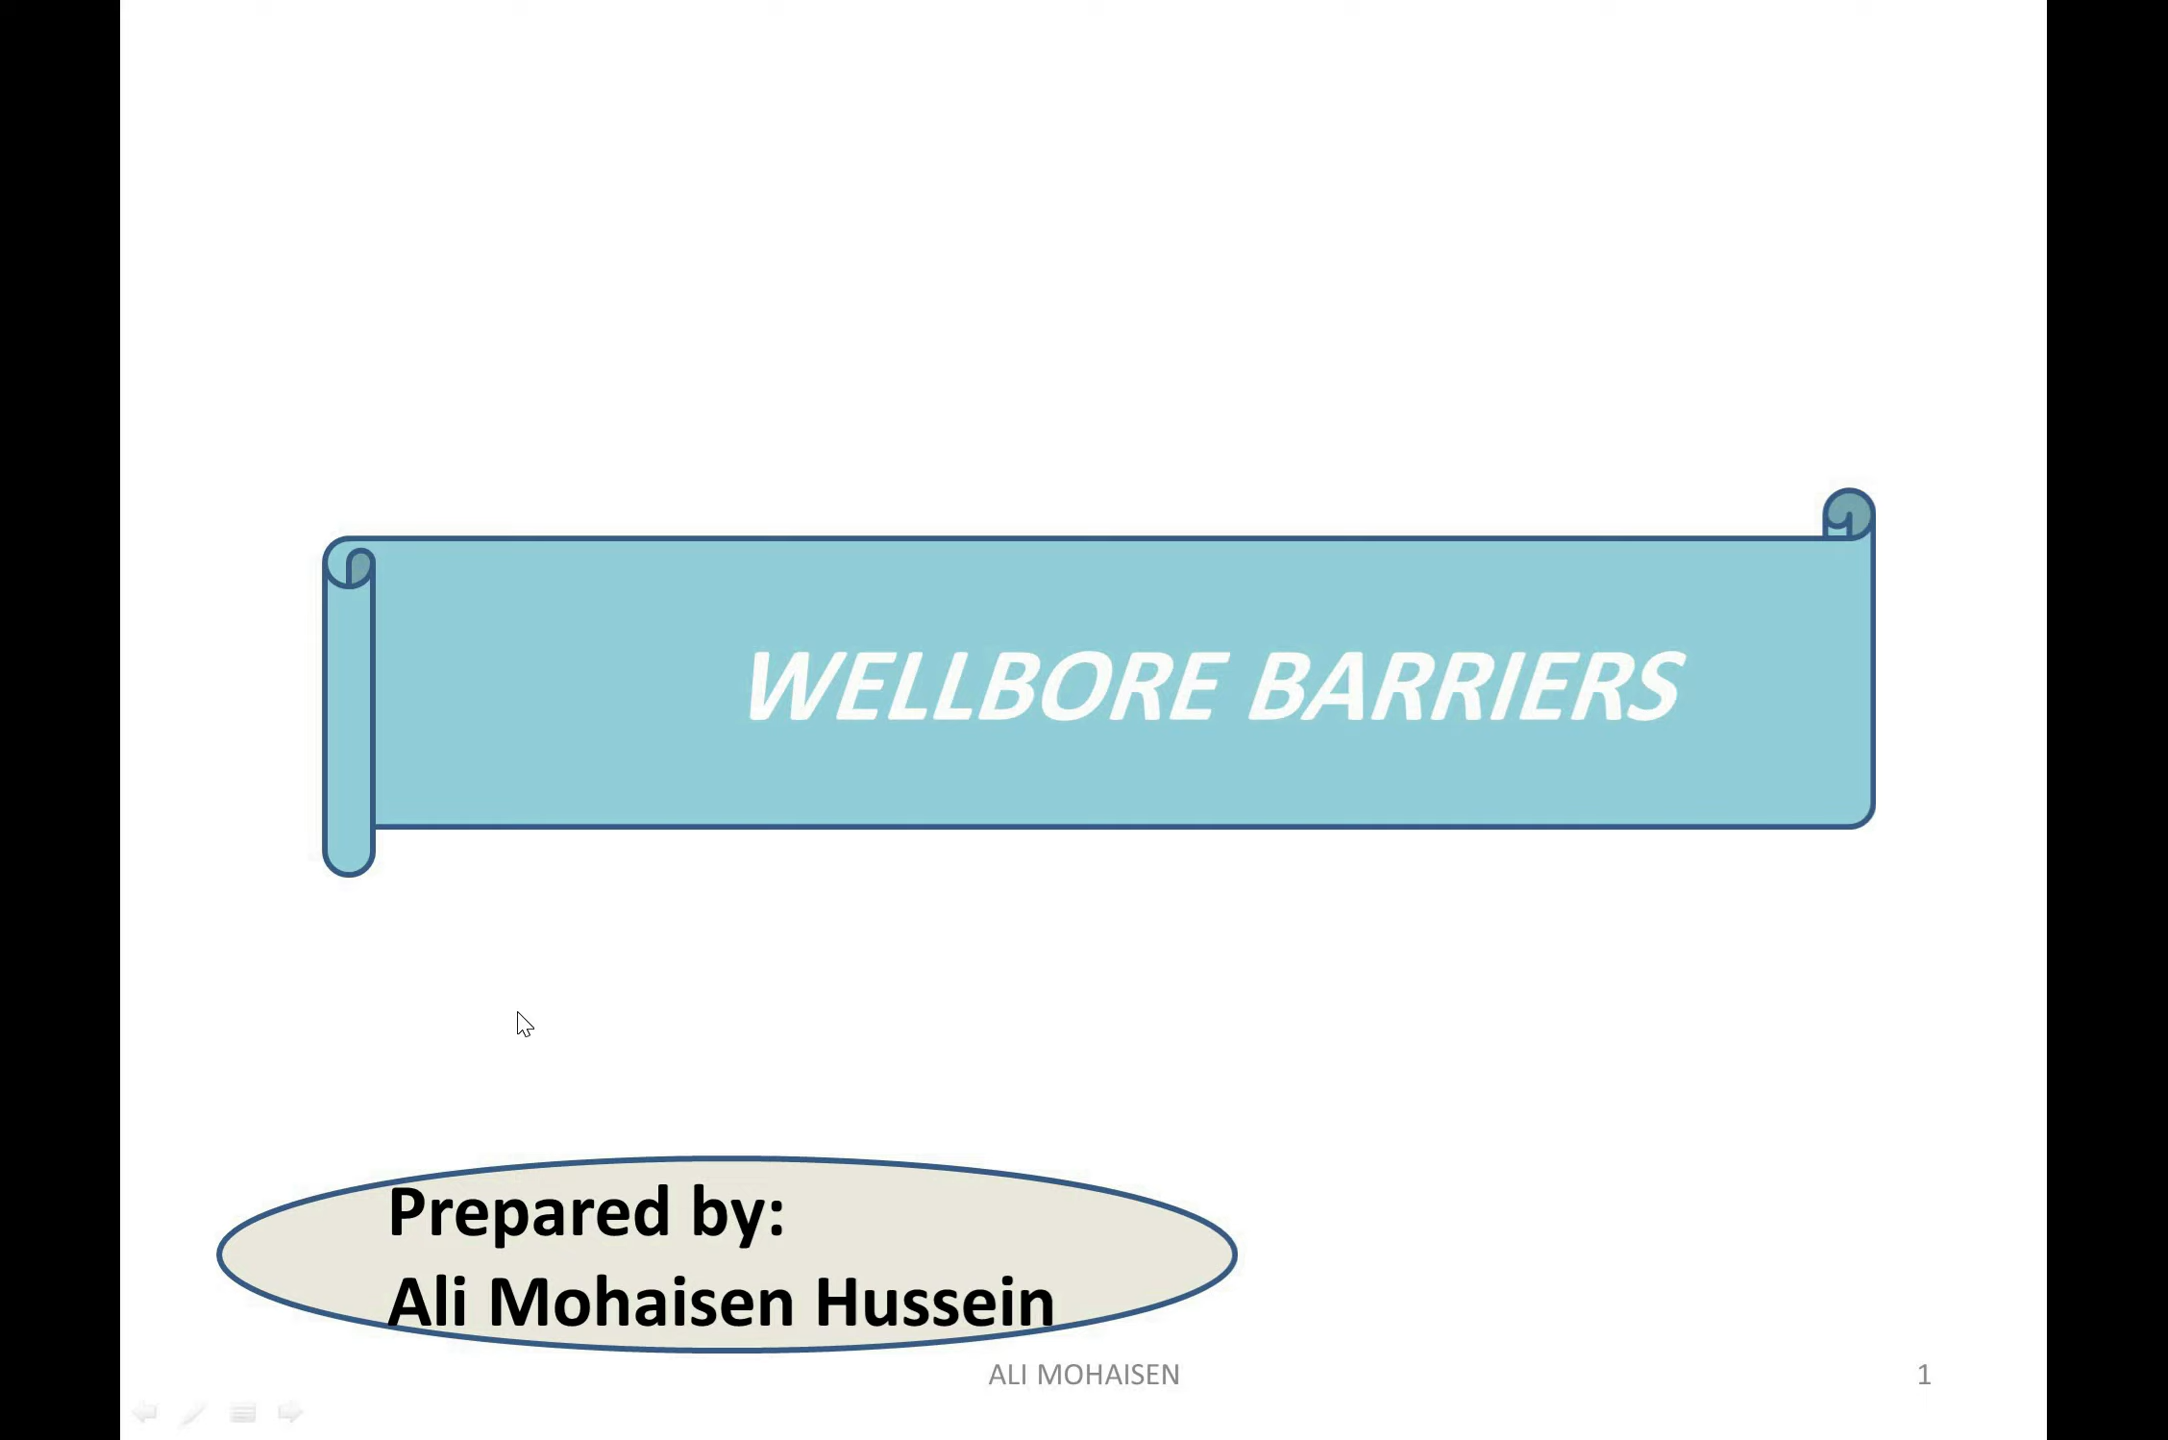 WELLBORE BARRIERS
Prepared by:
Ali Mohaisen Hussein
ALI MOHAISEN
1